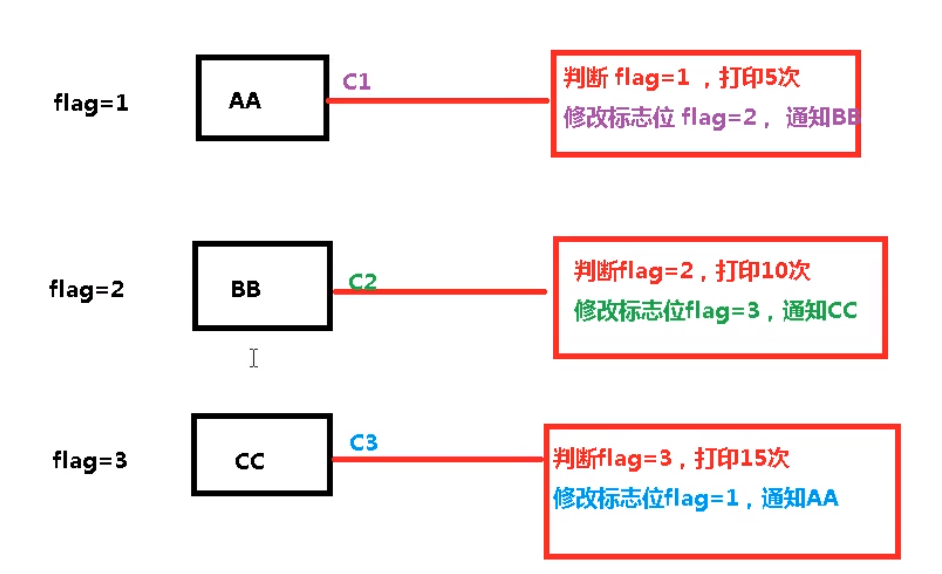 flag=1
AA
C1
判断 flag=1 ，打印5次
修改标志位 flag=2， 通知BB
flag=2
BB
C2
判断flag=2，打印10次
修改标志位flag=3，通知CC
flag=3
CC
C3
判断flag=3，打印15次
修改标志位flag=1，通知AA